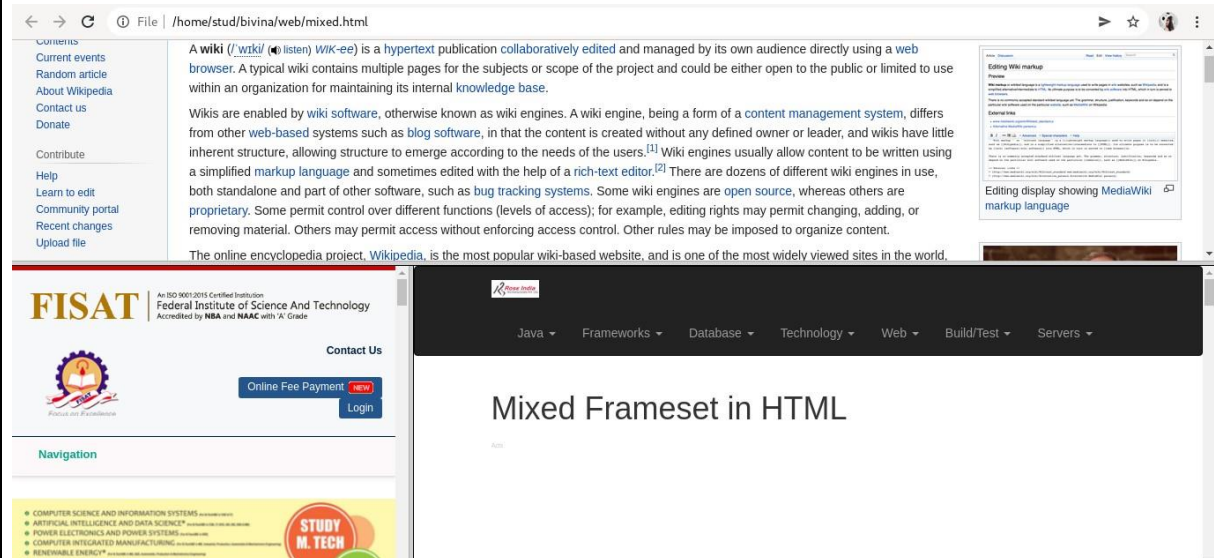 File | /home/stud/bivina/web/mixed.html
Contents
Current events
Random article
About Wikipedia
Contact us
Donate
Contribute
Help
Learn to edit
Community portal
Recent changes
Upload file
A wiki (/ˈwɪki/ (listen) WIK-ee) is a hypertext publication collaboratively edited and managed by its own audience directly using a web
browser. A typical wiki contains multiple pages for the subjects or scope of the project and could be either open to the public or limited to use
within an organization for maintaining its internal knowledge base.
Wikis are enabled by wiki software, otherwise known as wiki engines. A wiki engine, being a form of a content management system, differs
from other web-based systems such as blog software, in that the content is created without any defined owner or leader, and wikis have little
inherent structure, allowing structure to emerge according to the needs of the users.[1] Wiki engines usually allow content to be written using
a simplified markup language and sometimes edited with the help of a rich-text editor.[2] There are dozens of different wiki engines in use,
both standalone and part of other software, such as bug tracking systems. Some wiki engines are open source, whereas others are
proprietary. Some permit control over different functions (levels of access); for example, editing rights may permit changing, adding, or
removing material. Others may permit access without enforcing access control. Other rules may be imposed to organize content.
The online encyclopedia project, Wikipedia, is the most popular wiki-based website, and is one of the most widely viewed sites in the world,
Editing Wiki markup
Preview
External links
Editing display showing MediaWiki
markup language
FISAT
An ISO 9001:2015 Certified Institution
Federal Institute of Science And Technology
Accredited by NBA and NAAC with 'A' Grade
FISAT
Focus on Excellence
Contact Us
Online Fee Payment NEW
Login
Navigation
COMPUTER SCIENCE AND INFORMATION SYSTEMS
ARTIFICIAL INTELLIGENCE AND DATA SCIENCE*
POWER ELECTRONICS AND POWER SYSTEMS
COMPUTER INTEGRATED MANUFACTURING
RENEWABLE ENERGY*
STUDY
M. TECH
Rose India
Java
Frameworks
Database
Technology
Web
Build/Test
Servers
Mixed Frameset in HTML
Ads